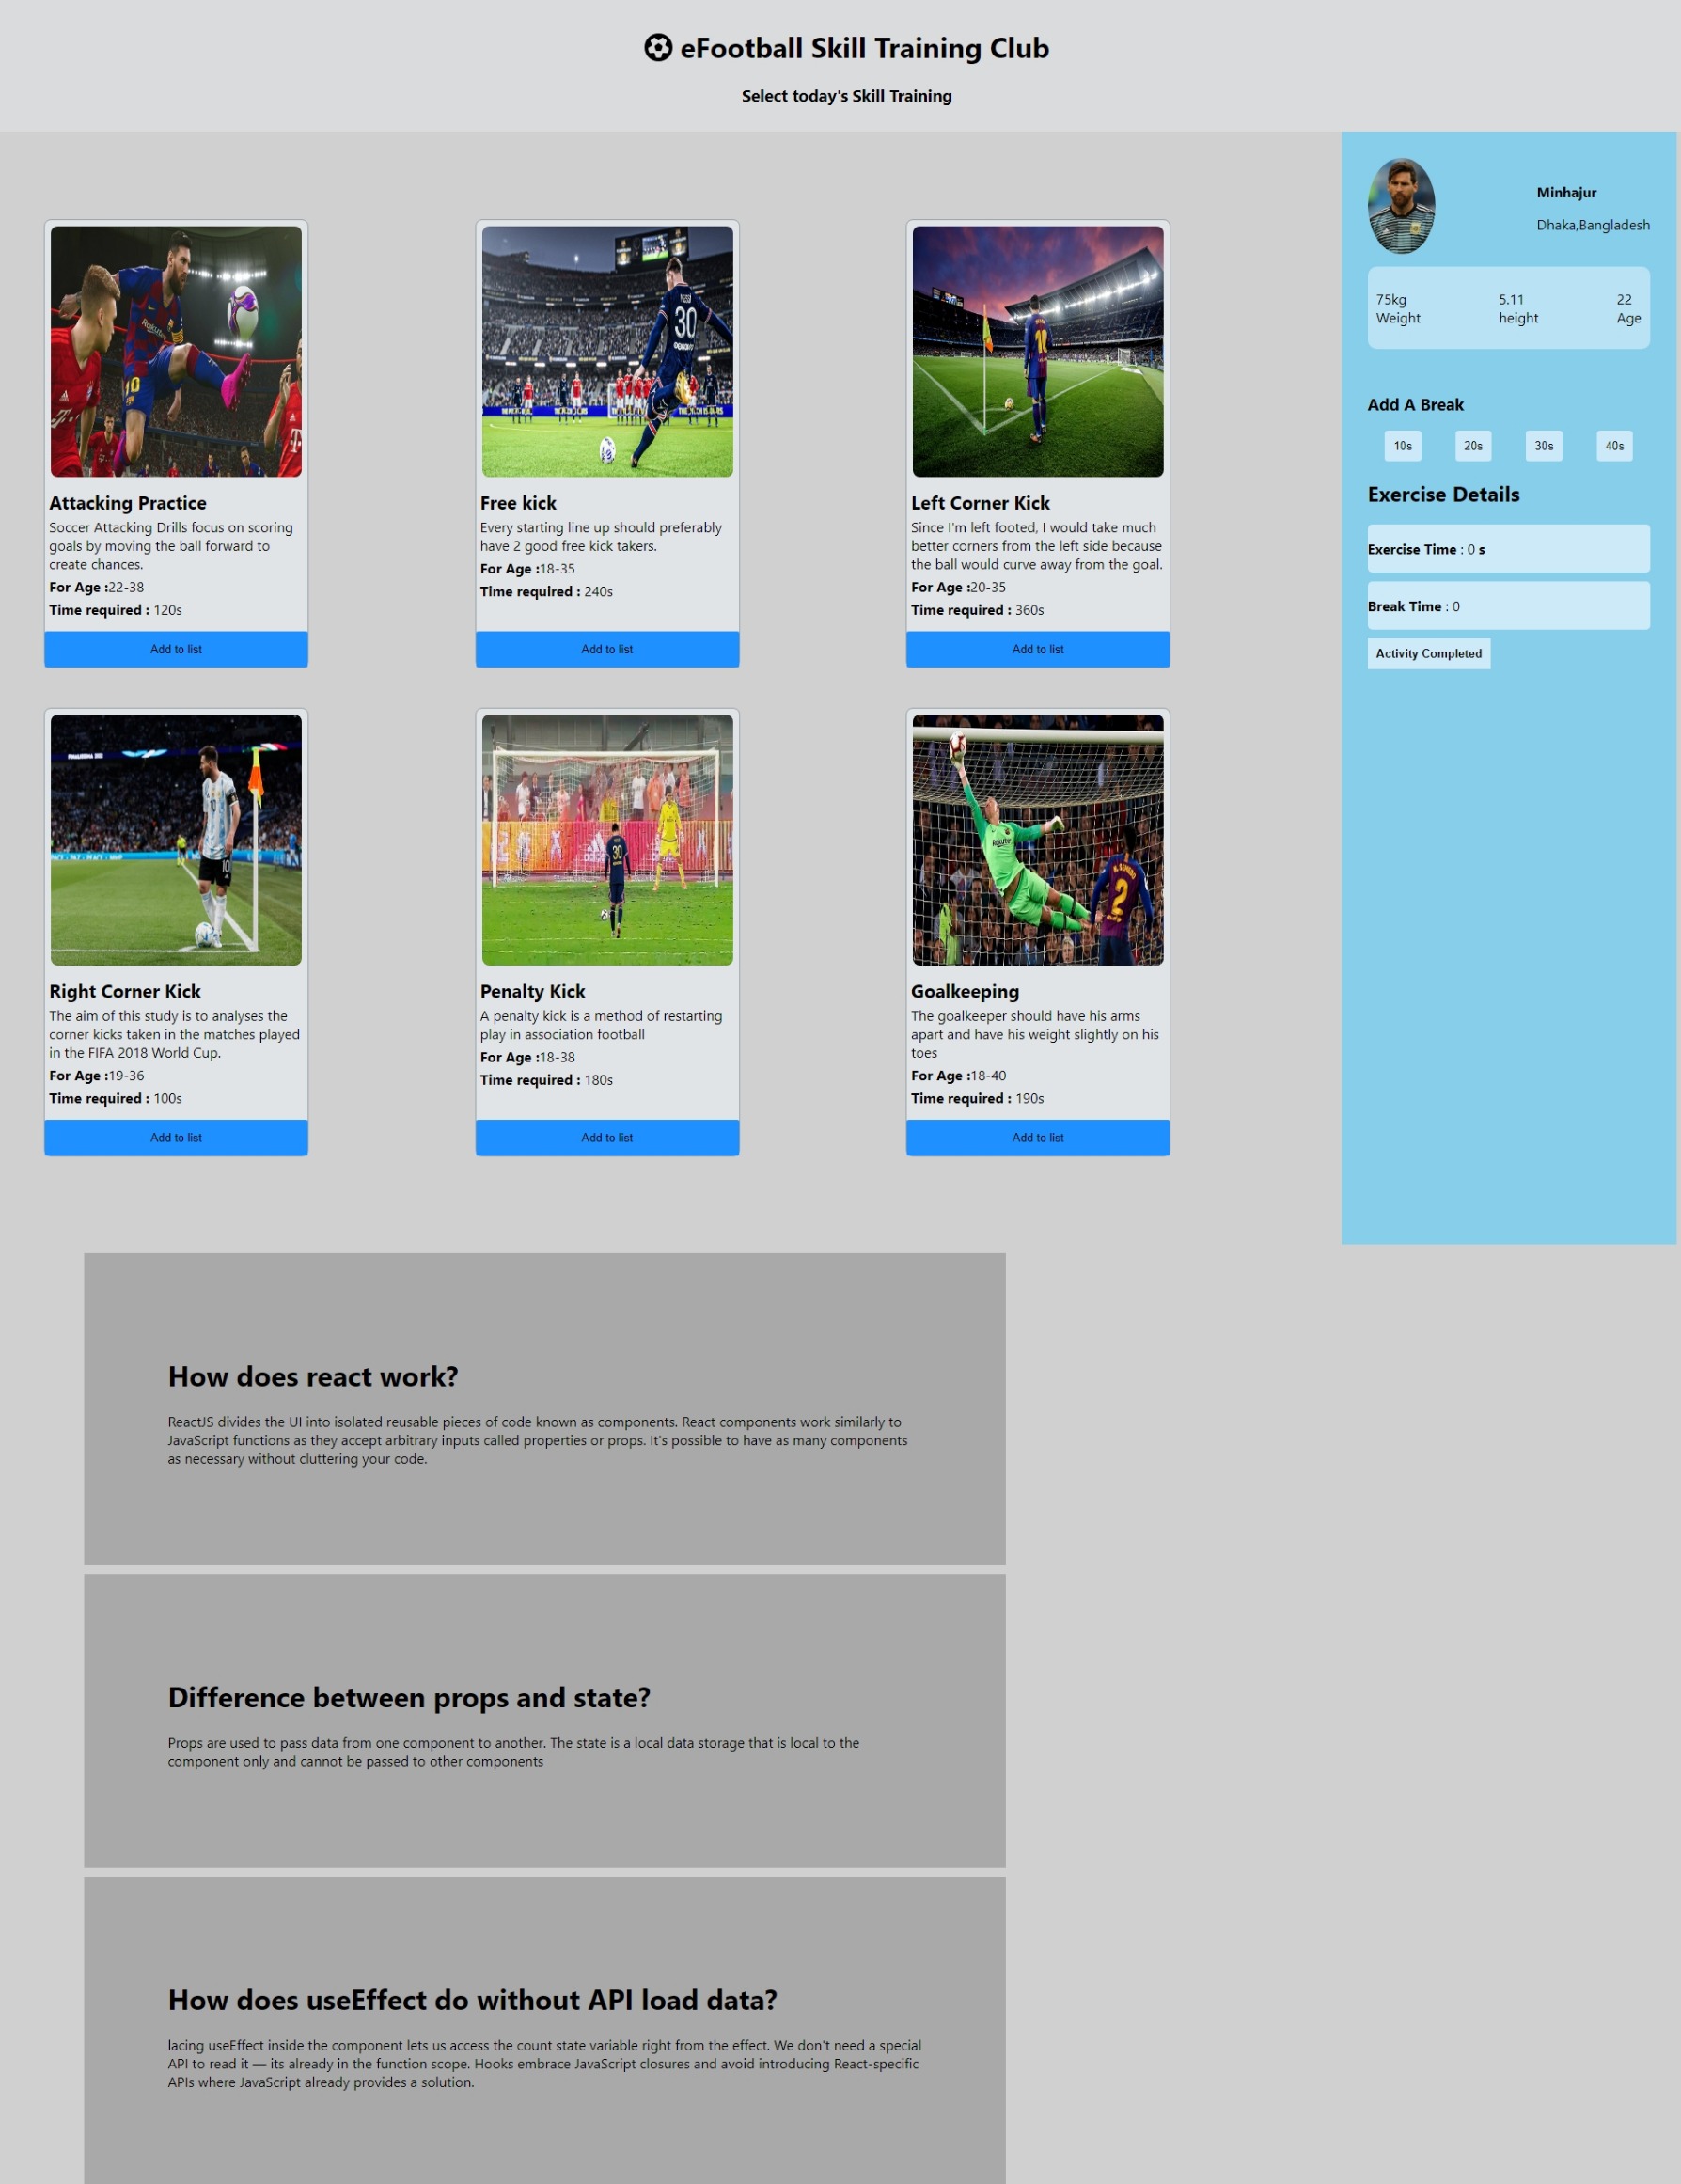 eFootball Skill Training Club
Select today's Skill Training
Minhajur
Dhaka,Bangladesh
75kg
Weight
5.11
height
22
Age
Add A Break
10s 20s 30s 40s
Exercise Details
Exercise Time : 0 s
Break Time : 0
Activity Completed
10
Attacking Practice
Soccer Attacking Drills focus on scoring
goals by moving the ball forward to
create chances.
For Age :22-38
Time required : 120s
Add to list
30
Free kick
Every starting line up should preferably
have 2 good free kick takers.
For Age :18-35
Time required : 240s
Add to list
10
Left Corner Kick
Since I'm left footed, I would take much
better corners from the left side because
the ball would curve away from the goal.
For Age :20-35
Time required : 360s
Add to list
10
Right Corner Kick
The aim of this study is to analyses the
corner kicks taken in the matches played
in the FIFA 2018 World Cup.
For Age :19-36
Time required : 100s
Add to list
30
Penalty Kick
A penalty kick is a method of restarting
play in association football
For Age :18-38
Time required : 180s
Add to list
2
Goalkeeping
The goalkeeper should have his arms
apart and have his weight slightly on his
toes
For Age :18-40
Time required : 190s
Add to list
How does react work?
ReactJS divides the UI into isolated reusable pieces of code known as components. React components work similarly to
JavaScript functions as they accept arbitrary inputs called properties or props. It's possible to have as many components
as necessary without cluttering your code.
Difference between props and state?
Props are used to pass data from one component to another. The state is a local data storage that is local to the
component only and cannot be passed to other components
How does useEffect do without API load data?
lacing useEffect inside the component lets us access the count state variable right from the effect. We don't need a special
API to read it — its already in the function scope. Hooks embrace JavaScript closures and avoid introducing React-specific
APIs where JavaScript already provides a solution.